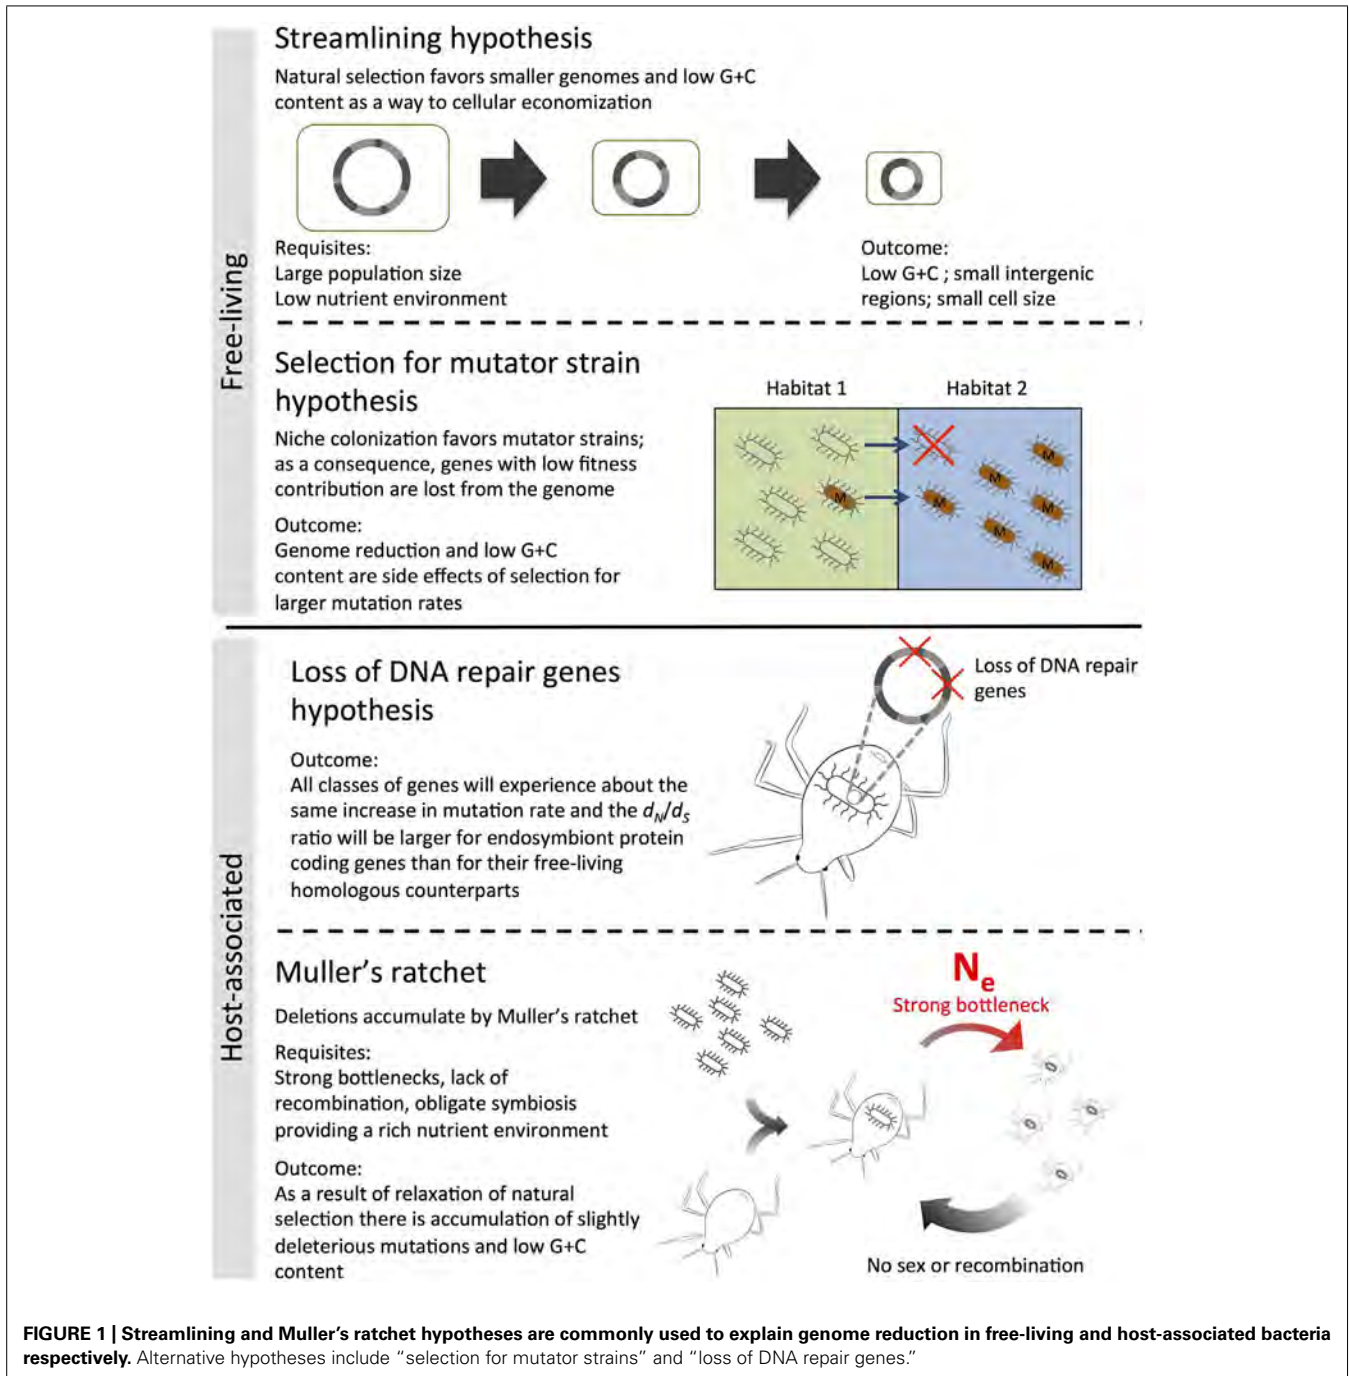 Free-living
Streamlining hypothesis
Natural selection favors smaller genomes and low G+C
content as a way to cellular economization
Requisites:
Large population size
Low nutrient environment
Outcome:
Low G+C ; small intergenic
regions; small cell size
Selection for mutator strain
hypothesis
Niche colonization favors mutator strains;
as a consequence, genes with low fitness
contribution are lost from the genome
Outcome:
Genome reduction and low G+C
content are side effects of selection for
larger mutation rates
Habitat 1
Habitat 2
M
M
M
M
M
M
M
Host-associated
Loss of DNA repair genes
hypothesis
Outcome:
All classes of genes will experience about the
same increase in mutation rate and the dN/dS
ratio will be larger for endosymbiont protein
coding genes than for their free-living
homologous counterparts
Loss of DNA repair
genes
Muller's ratchet
Deletions accumulate by Muller's ratchet
Requisites:
Strong bottlenecks, lack of
recombination, obligate symbiosis
providing a rich nutrient environment
Outcome:
As a result of relaxation of natural
selection there is accumulation of slightly
deleterious mutations and low G+C
content
Ne
Strong bottleneck
No sex or recombination
FIGURE 1 | Streamlining and Muller's ratchet hypotheses are commonly used to explain genome reduction in free-living and host-associated bacteria
respectively. Alternative hypotheses include "selection for mutator strains" and "loss of DNA repair genes."